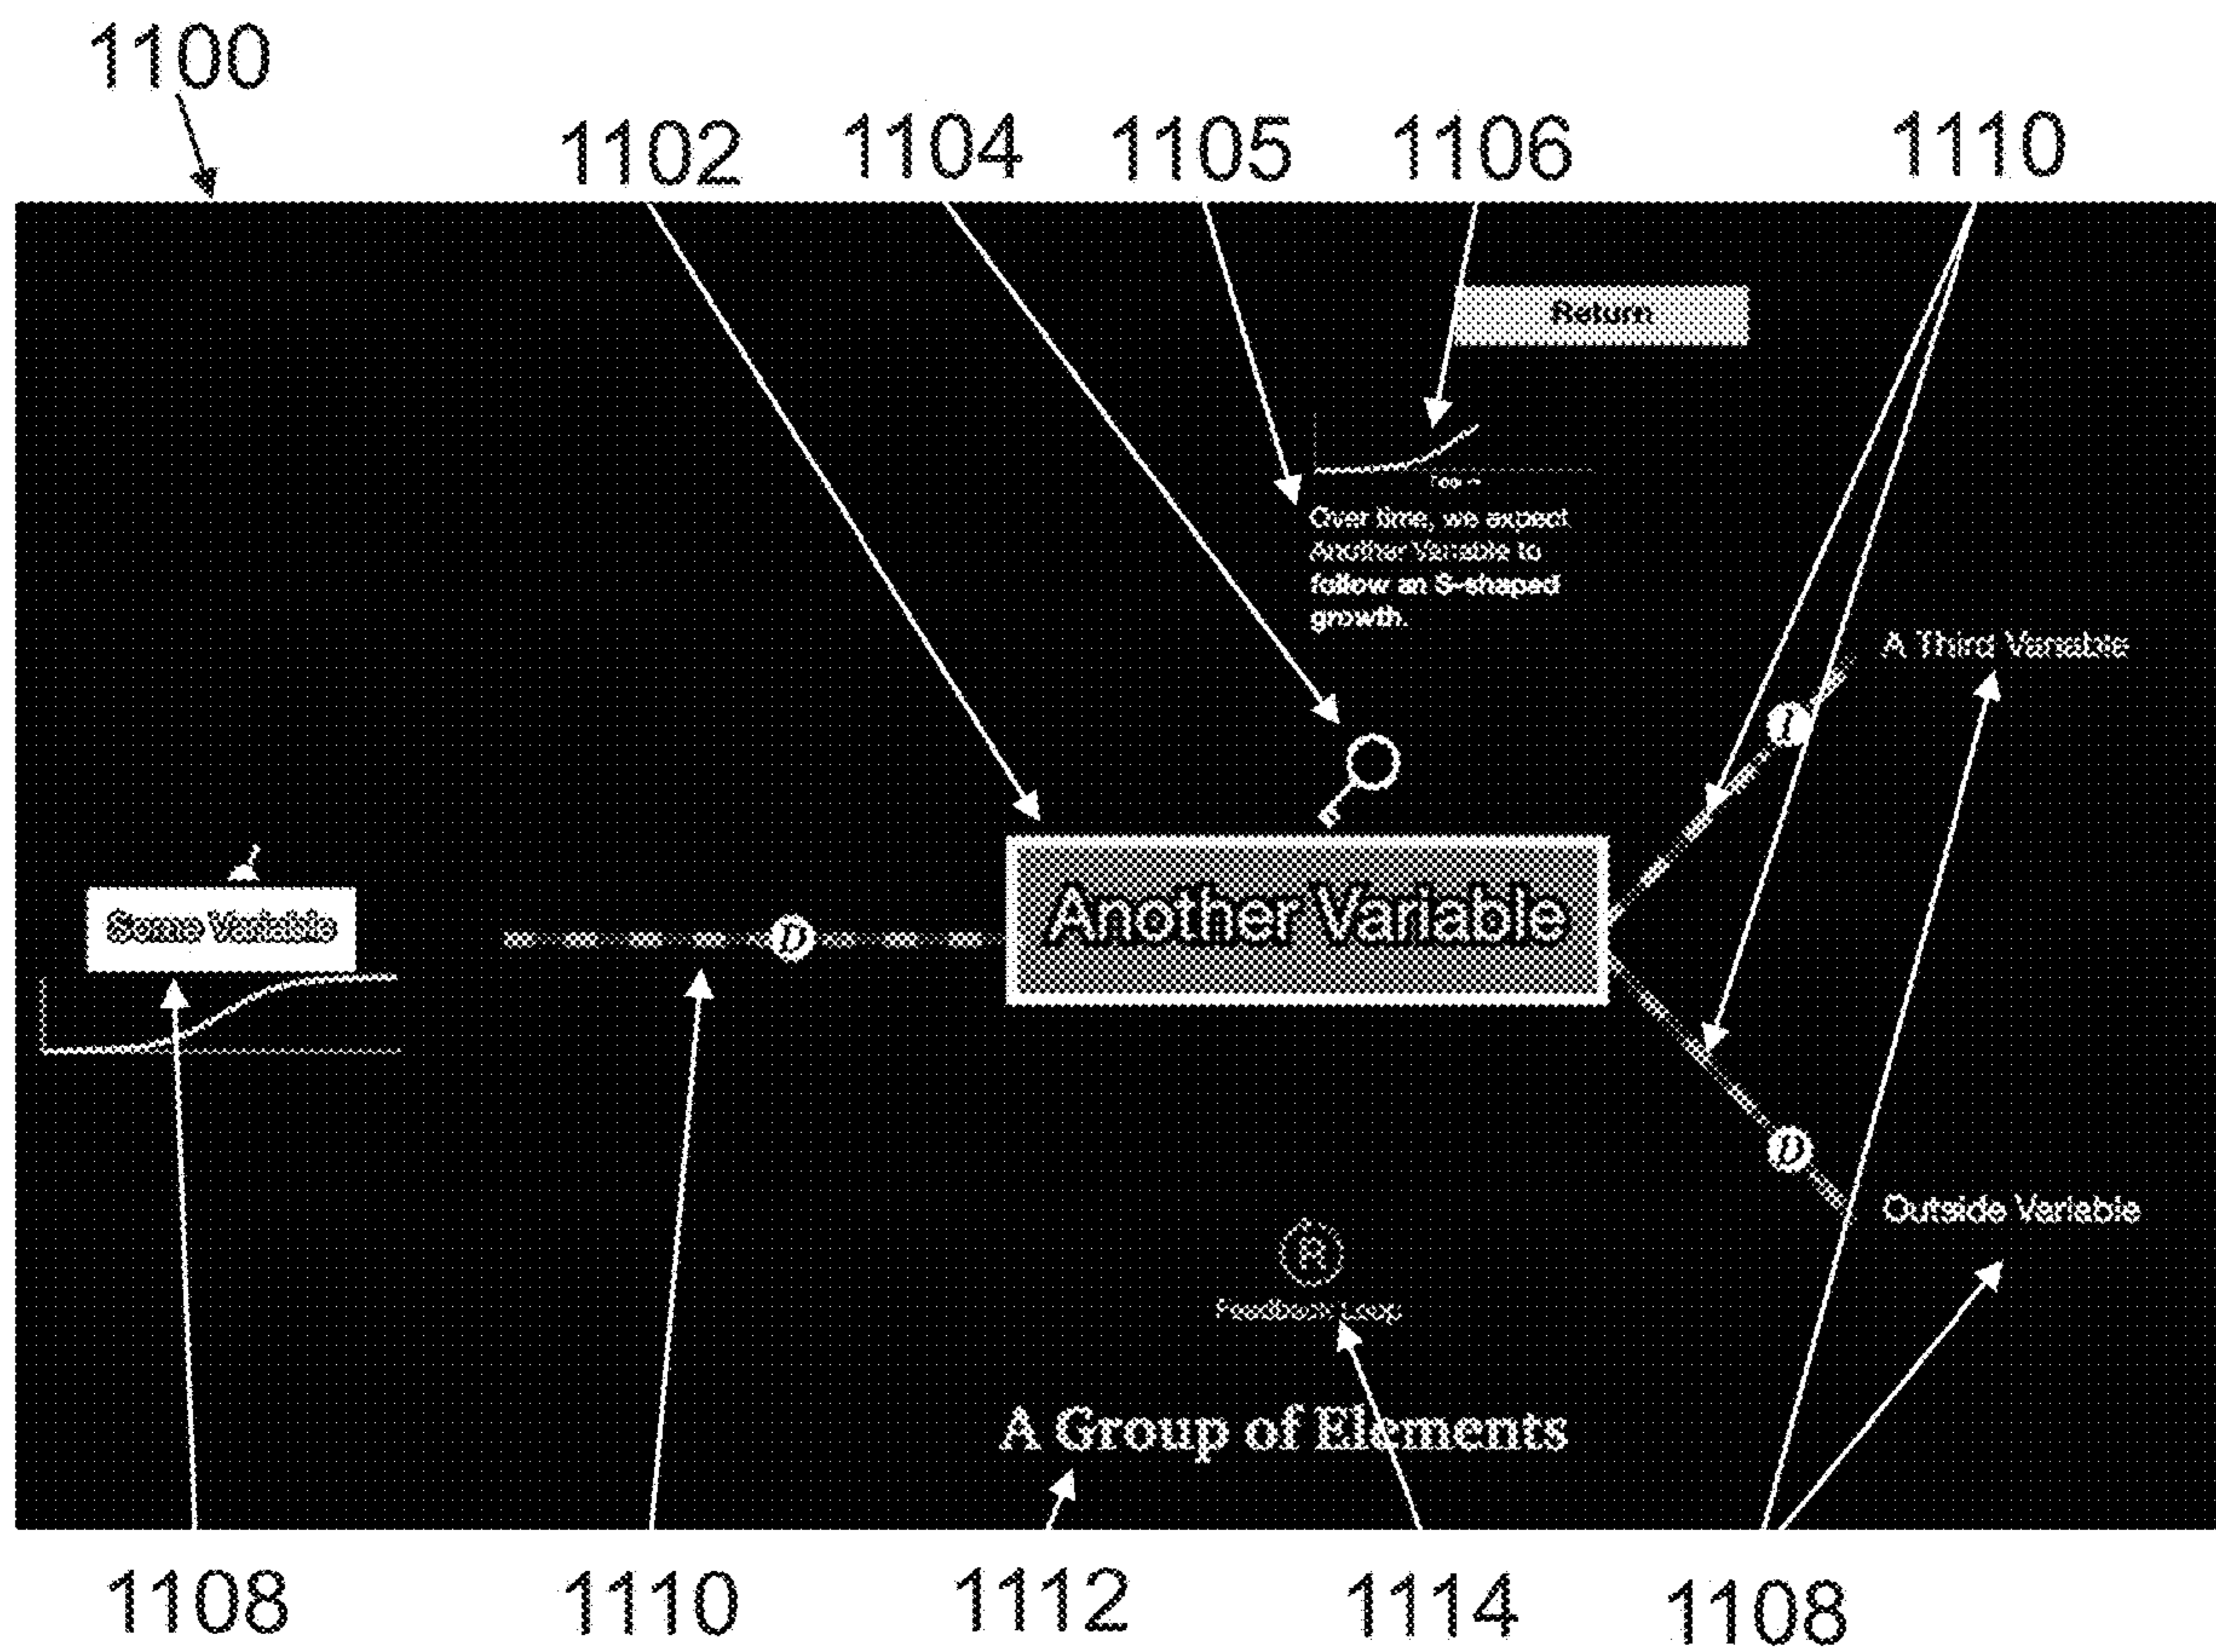 1100
1102 1104 1105 1106 1110
Return
Over time, we expect
Another Variable to
follow an S-shaped
growth.
A Third Variable
I
Some Variable
D
Another Variable
D
Outside Variable
R
Feedback Loop
A Group of Elements
1108 1110 1112 1114 1108